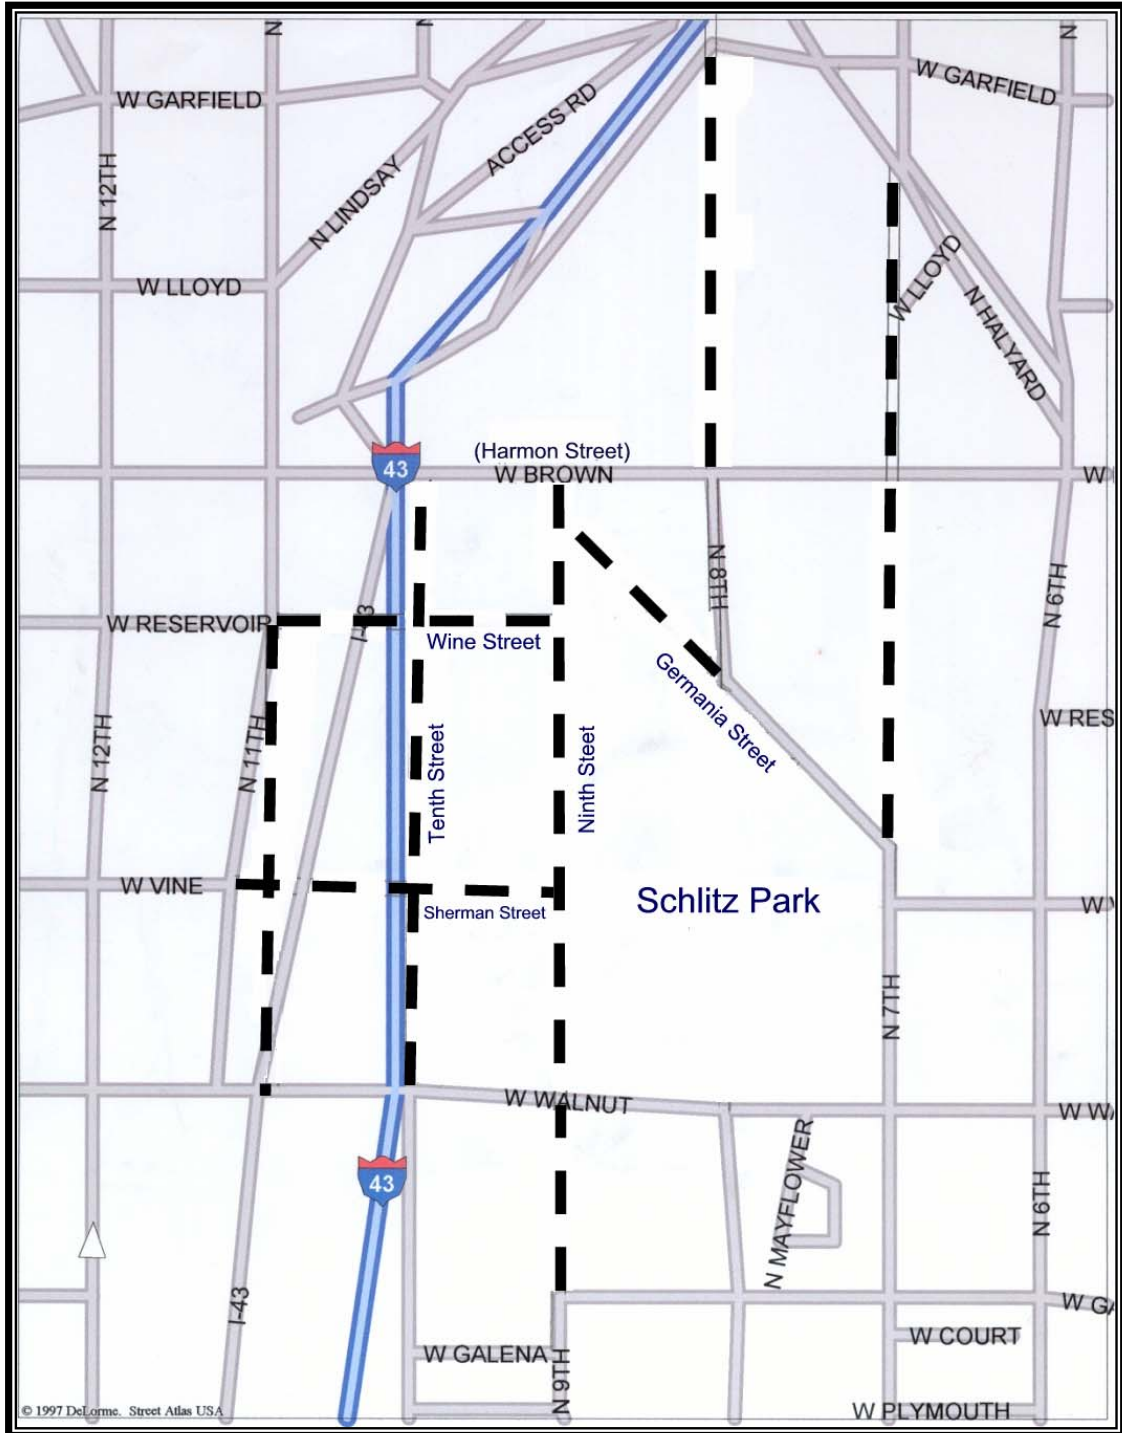 N
N
N
W GARFIELD
W GARFIELD
ACCESS RD
N 12TH
N LINDSAY
W LLOYD
W LLOYD
N HALYARD
(Harmon Street)
43
W BROWN
W
N 8TH
N 6TH
W RESERVOIR
I-43
Wine Street
Germania Street
W RES
N 12TH
N 11TH
Tenth Street
Ninth Steet
W VINE
Sherman Street
Schlitz Park
W V
N 7TH
W WALNUT
W WA
43
N MAYFLOWER
N 6TH
I-43
W GA
W COURT
W GALENA
N 9TH
© 1997 DeLorme. Street Atlas USA
W PLYMOUTH